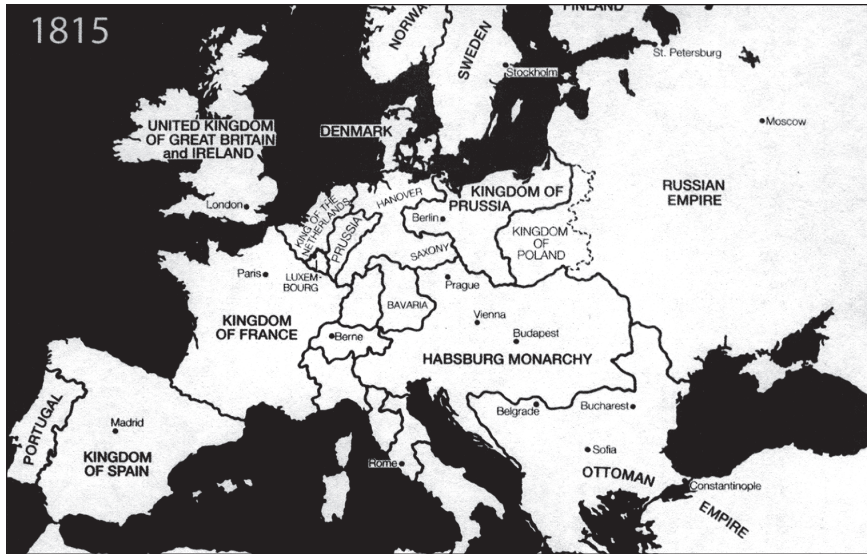 1815
NORWAY
SWEDEN
FINLAND
St. Petersburg
Stockholm
Moscow
UNITED KINGDOM
OF GREAT BRITAIN
and IRELAND
DENMARK
RUSSIAN
EMPIRE
London
KING OF THE
NETHERLANDS
HANOVER
KINGDOM OF
PRUSSIA
Berlin
PRUSSIA
KINGDOM
OF
POLAND
SAXONY
Paris
LUXEM-
BOURG
Prague
BAVARIA
KINGDOM
OF FRANCE
Vienna
Berne
Budapest
HABSBURG MONARCHY
Belgrade
Bucharest
PORTUGAL
Madrid
KINGDOM
OF SPAIN
Rome
Sofia
OTTOMAN
Constantinople
EMPIRE